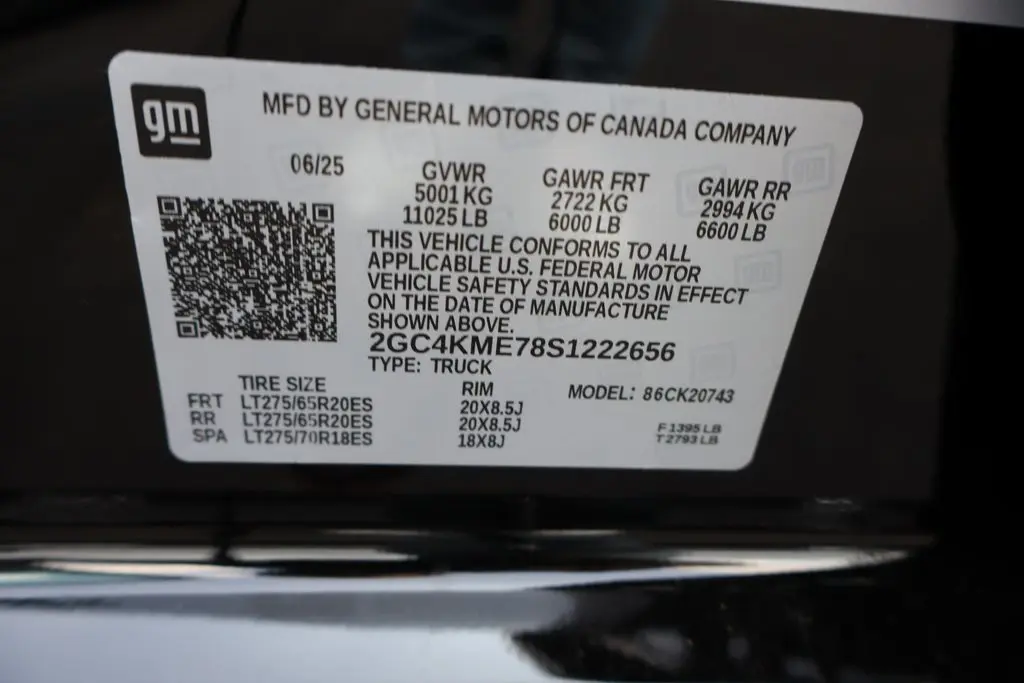 gm
MFD BY GENERAL MOTORS OF CANADA COMPANY
06/25
GVWR
5001 KG
11025 LB
GAWR FRT
2722 KG
6000 LB
GAWR RR
2994 KG
6600 LB
THIS VEHICLE CONFORMS TO ALL
APPLICABLE U.S. FEDERAL MOTOR
VEHICLE SAFETY STANDARDS IN EFFECT
ON THE DATE OF MANUFACTURE
SHOWN ABOVE.
2GC4KME78S1222656
TYPE: TRUCK
TIRE SIZE RIM MODEL: 86CK20743
FRT LT275/65R20ES 20X8.5J
RR LT275/65R20ES 20X8.5J
SPA LT275/70R18ES 18X8J
F 1395 LB
T 2793 LB